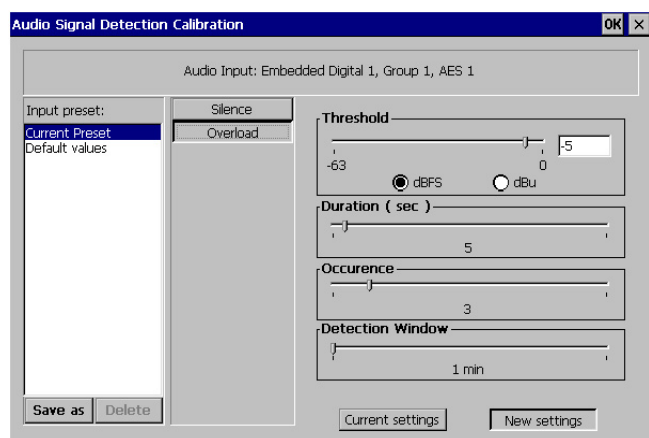 Audio Signal Detection Calibration OK ×
Audio Input: Embedded Digital 1, Group 1, AES 1
Input preset:
Current Preset
Default values
Save as Delete
Silence
Overload
Threshold
-5
-63 0
dBFS dBu
Duration ( sec )
5
Occurence
3
Detection Window
1 min
Current settings New settings